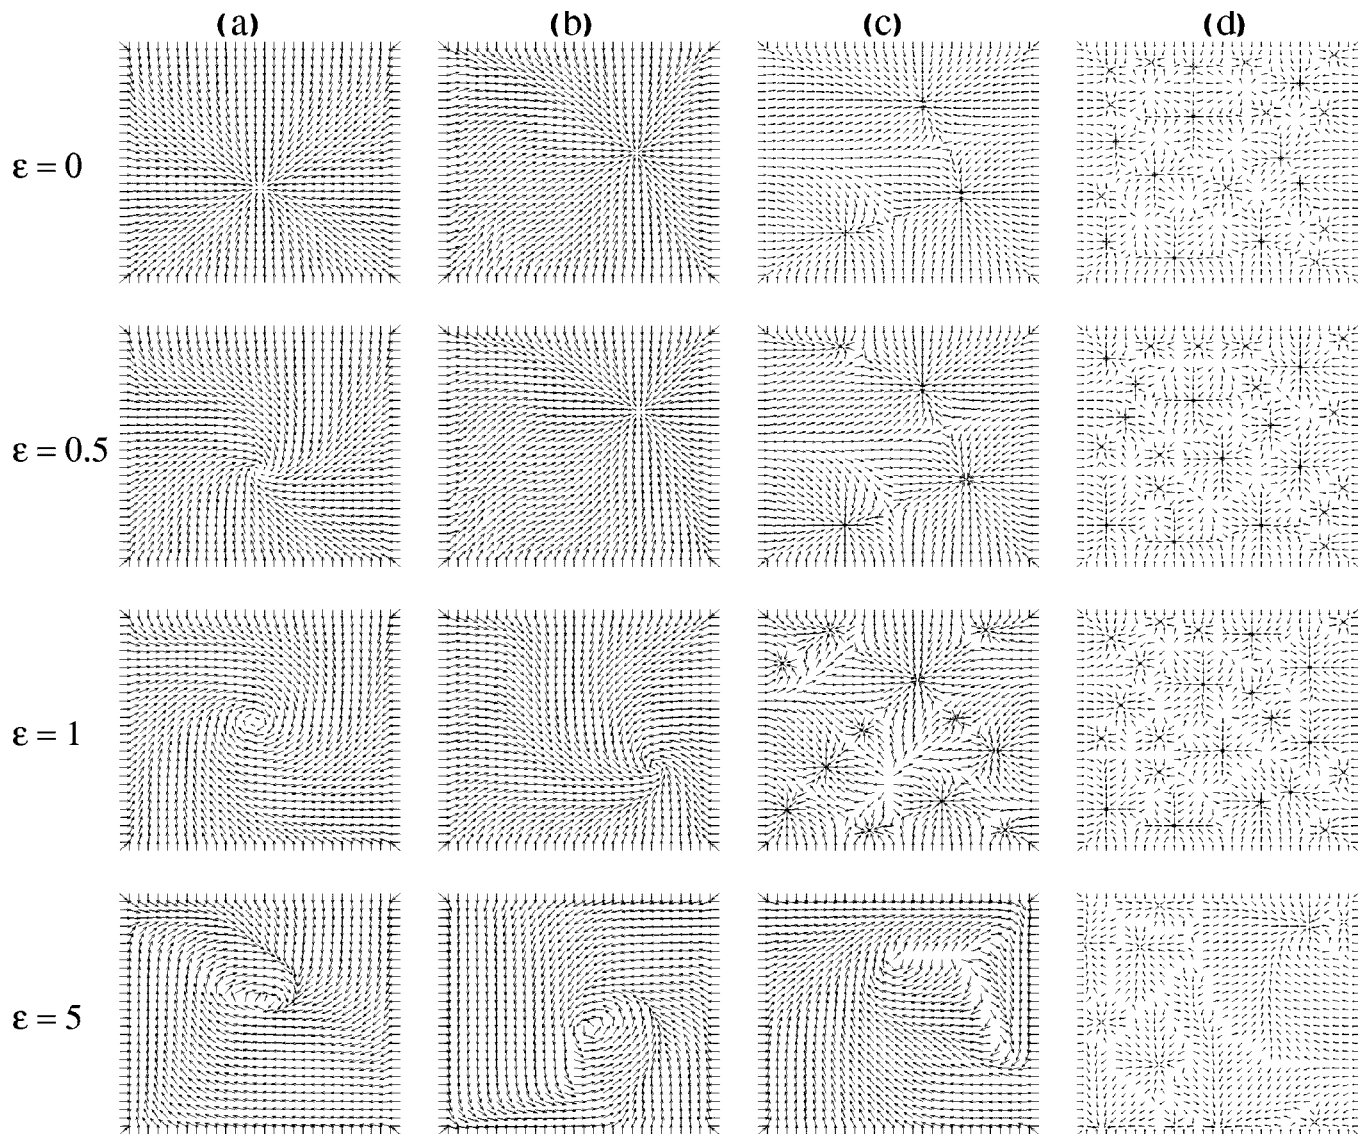 (a) (b) (c) (d)
ε = 0
ε = 0.5
ε = 1
ε = 5